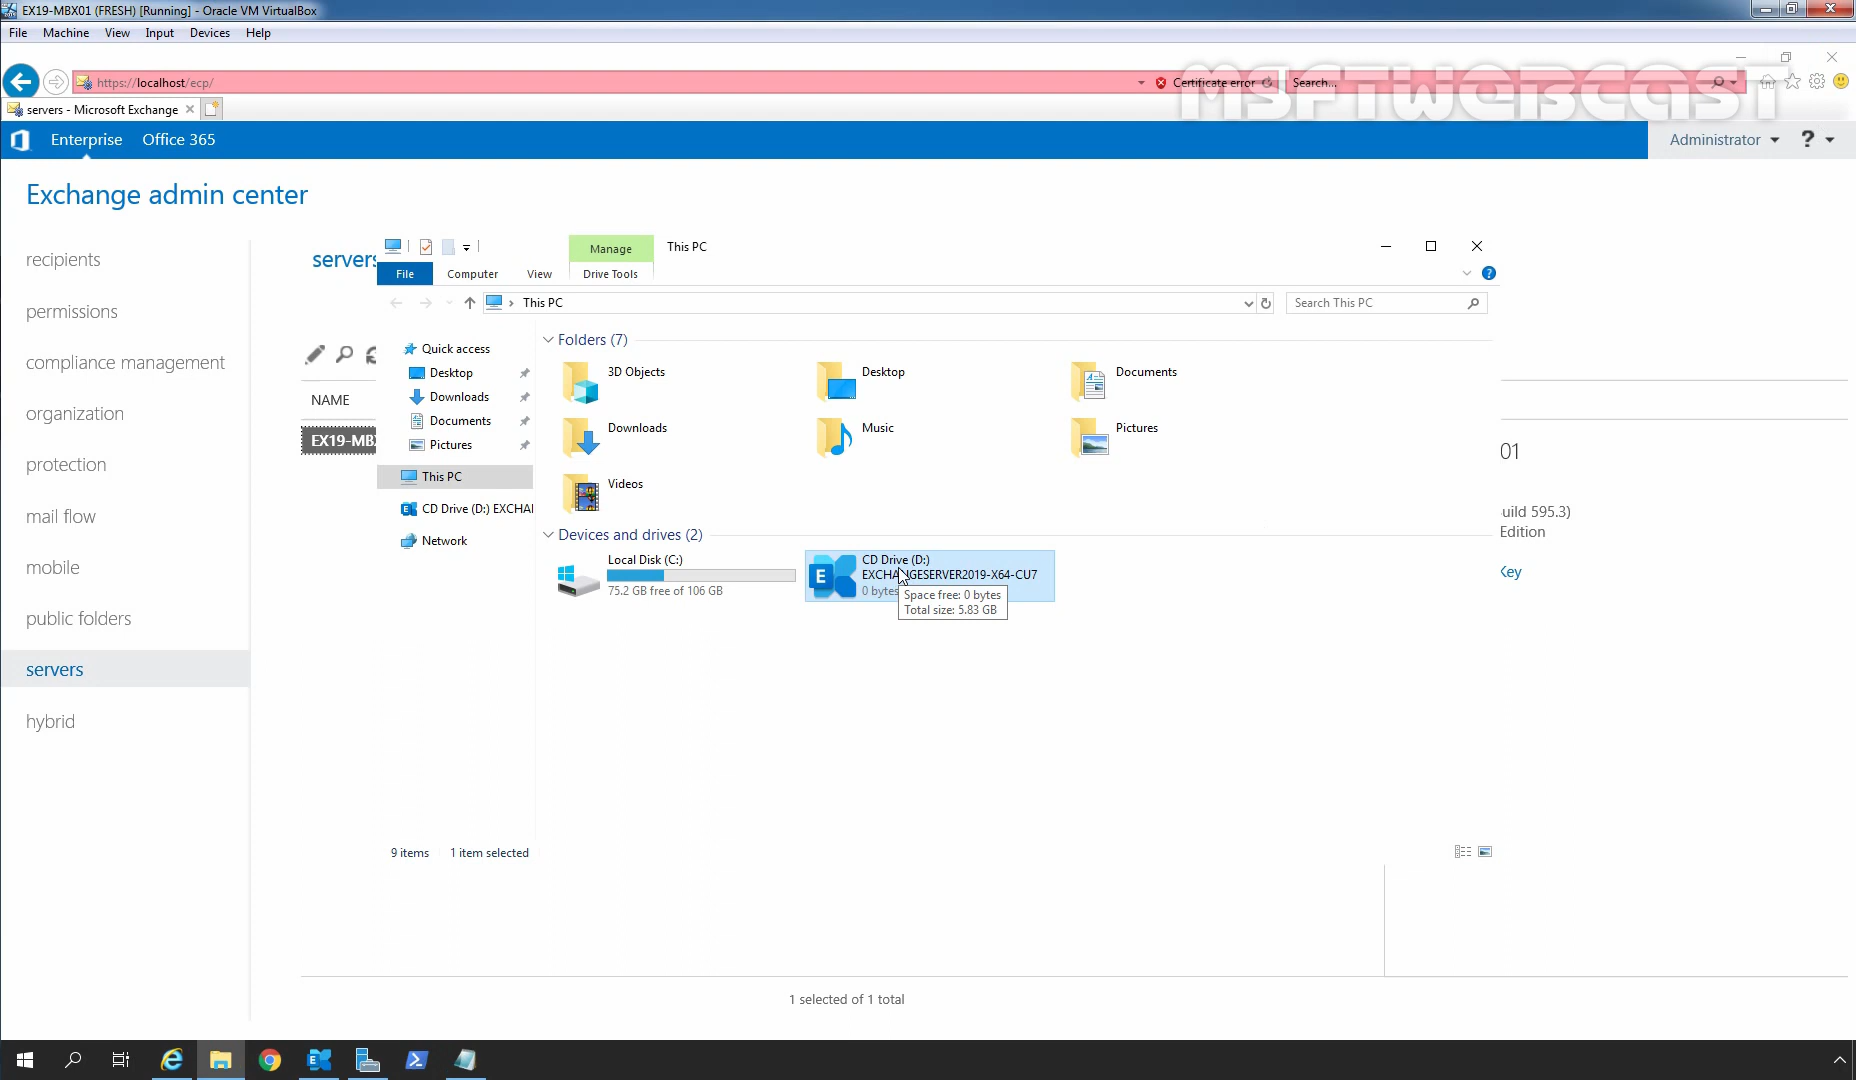 EX19-MBX01 (FRESH) [Running] - Oracle VM VirtualBox
File Machine View Input Devices Help
https://localhost/ecp/
Certificate error
Search...
MSFTWEBCAST
servers - Microsoft Exchange
Enterprise Office 365
Administrator ?
Exchange admin center
recipients
permissions
compliance management
organization
protection
mail flow
mobile
public folders
servers
hybrid
servers
NAME
EX19-MBX
Manage
This PC
File Computer View Drive Tools
This PC
Search This PC
Quick access
Desktop
Downloads
Documents
Pictures
This PC
CD Drive (D:) EXCHA
Network
Folders (7)
3D Objects
Desktop
Documents
Downloads
Music
Pictures
Videos
Devices and drives (2)
Local Disk (C:)
75.2 GB free of 106 GB
CD Drive (D:)
EXCHANGESERVER2019-X64-CU7
0 bytes
Space free: 0 bytes
Total size: 5.83 GB
9 items 1 item selected
01
uild 595.3)
Edition
Key
1 selected of 1 total